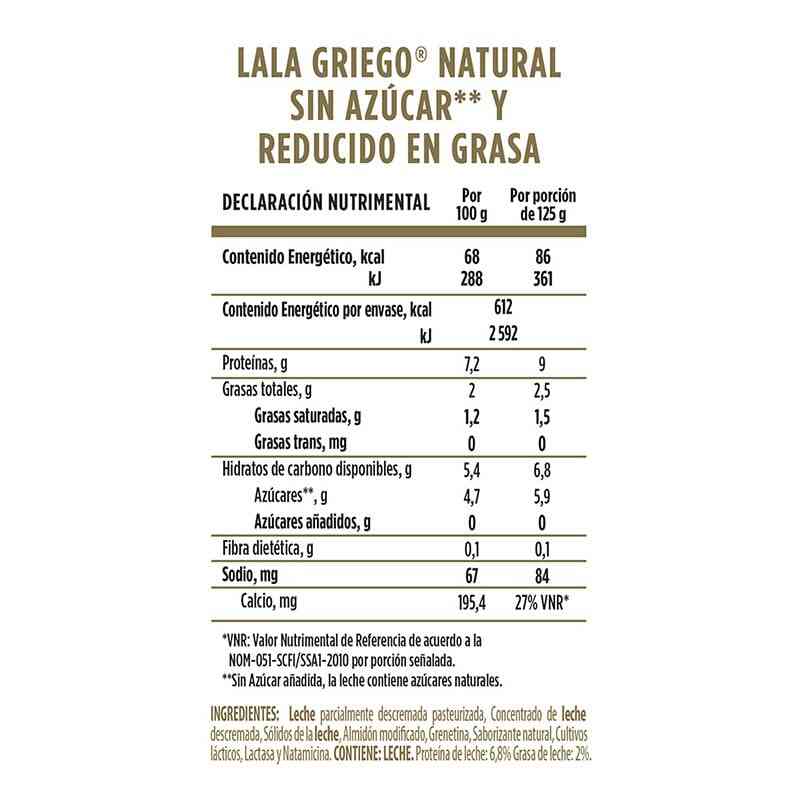 LALA GRIEGO® NATURAL
SIN AZÚCAR** Y
REDUCIDO EN GRASA
DECLARACIÓN NUTRIMENTAL Por 100 g Por porción de 125 g
Contenido Energético, kcal 68 86
kJ 288 361
Contenido Energético por envase, kcal 612
kJ 2 592
Proteínas, g 7,2 9
Grasas totales, g 2 2,5
Grasas saturadas, g 1,2 1,5
Grasas trans, mg 0 0
Hidratos de carbono disponibles, g 5,4 6,8
Azúcares**, g 4,7 5,9
Azúcares añadidos, g 0 0
Fibra dietética, g 0,1 0,1
Sodio, mg 67 84
Calcio, mg 195,4 27% VNR*
*VNR: Valor Nutrimental de Referencia de acuerdo a la
NOM-051-SCFI/SSA1-2010 por porción señalada.
**Sin Azúcar añadida, la leche contiene azúcares naturales.
INGREDIENTES: Leche parcialmente descremada pasteurizada, Concentrado de leche
descremada, Sólidos de la leche, Almidón modificado, Grenetina, Saborizante natural, Cultivos
lácticos, Lactasa y Natamicina. CONTIENE: LECHE. Proteína de leche: 6,8% Grasa de leche: 2%.